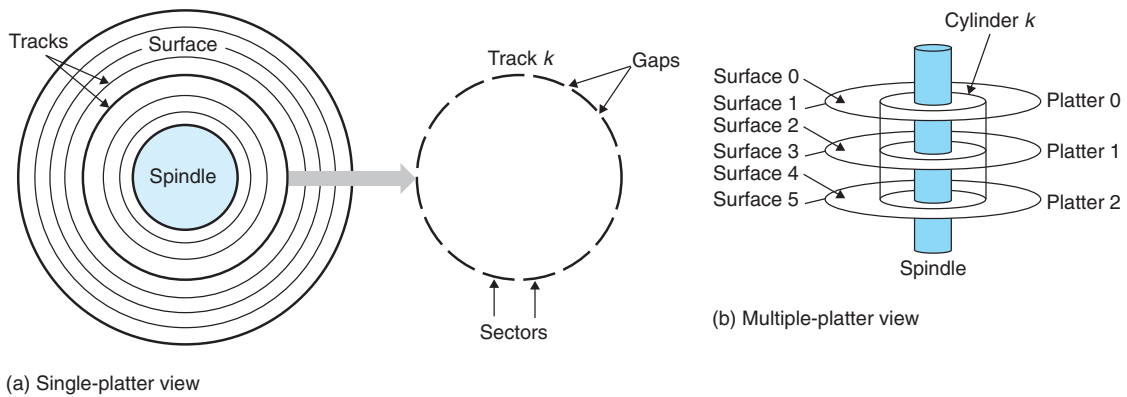 Tracks
Surface
Spindle
Track k
Gaps
Sectors
(a) Single-platter view
Cylinder k
Surface 0
Surface 1
Surface 2
Surface 3
Surface 4
Surface 5
Platter 0
Platter 1
Platter 2
Spindle
(b) Multiple-platter view